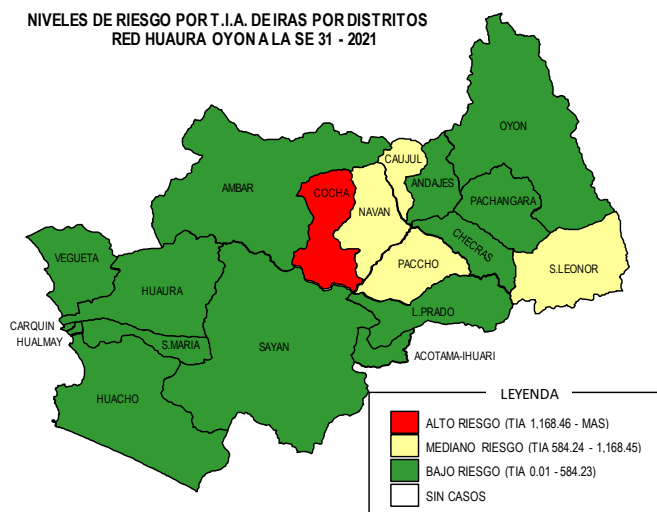 NIVELES DE RIESGO POR T.I.A. DE IRAS POR DISTRITOS
RED HUAURA OYON A LA SE 31 - 2021
OYON
CAUJUL
AMBAR
COCHA
ANDAJES
NAVAN
PACHANGARA
CHECRAS
VEGUETA
PACCHO
S.LEONOR
HUAURA
L.PRADO
CARQUIN
HUALMAY
S.MARIA
SAYAN
ACOTAMA-IHUARI
HUACHO
LEYENDA
ALTO RIESGO (TIA 1,168.46 - MAS)
MEDIANO RIESGO (TIA 584.24 - 1,168.45)
BAJO RIESGO (TIA 0.01 - 584.23)
SIN CASOS